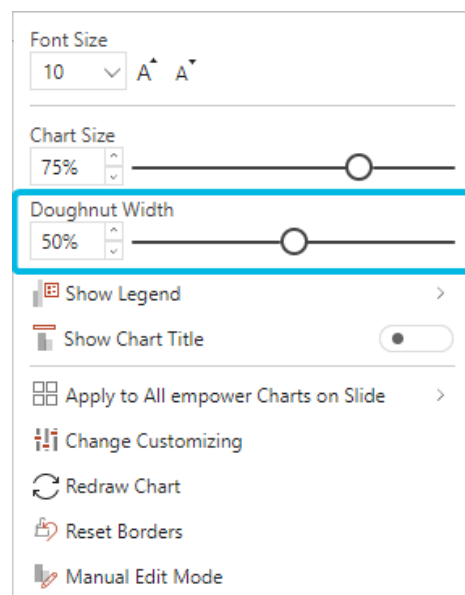 Font Size
10 A A
Chart Size
75%
Doughnut Width
50%
Show Legend
Show Chart Title
Apply to All empower Charts on Slide
Change Customizing
Redraw Chart
Reset Borders
Manual Edit Mode